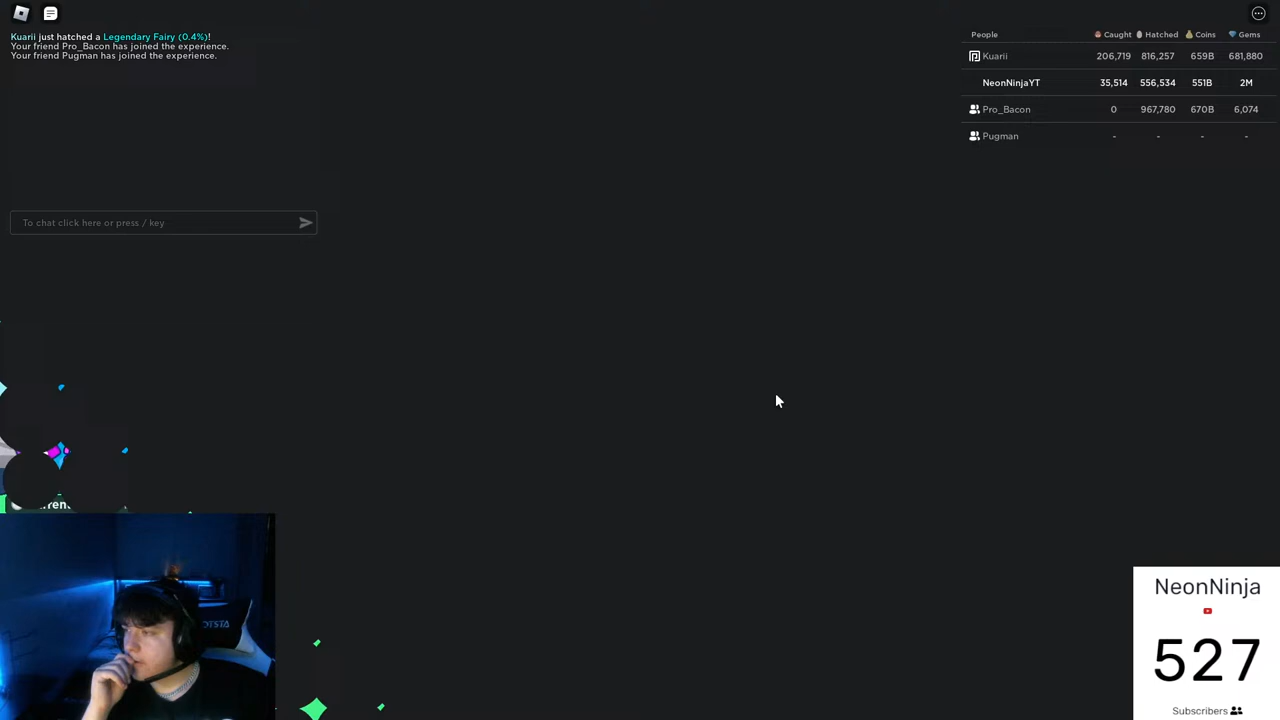 Kuarii just hatched a Legendary Fairy (0.4%)!
Your friend Pro_Bacon has joined the experience.
Your friend Pugman has joined the experience.
To chat click here or press / key
People Caught Hatched Coins Gems
Kuarii 206,719 816,257 659B 681,880
NeonNinjaYT 35,514 556,534 551B 2M
Pro_Bacon 0 967,780 670B 6,074
Pugman - - - -
NeonNinja
527
Subscribers